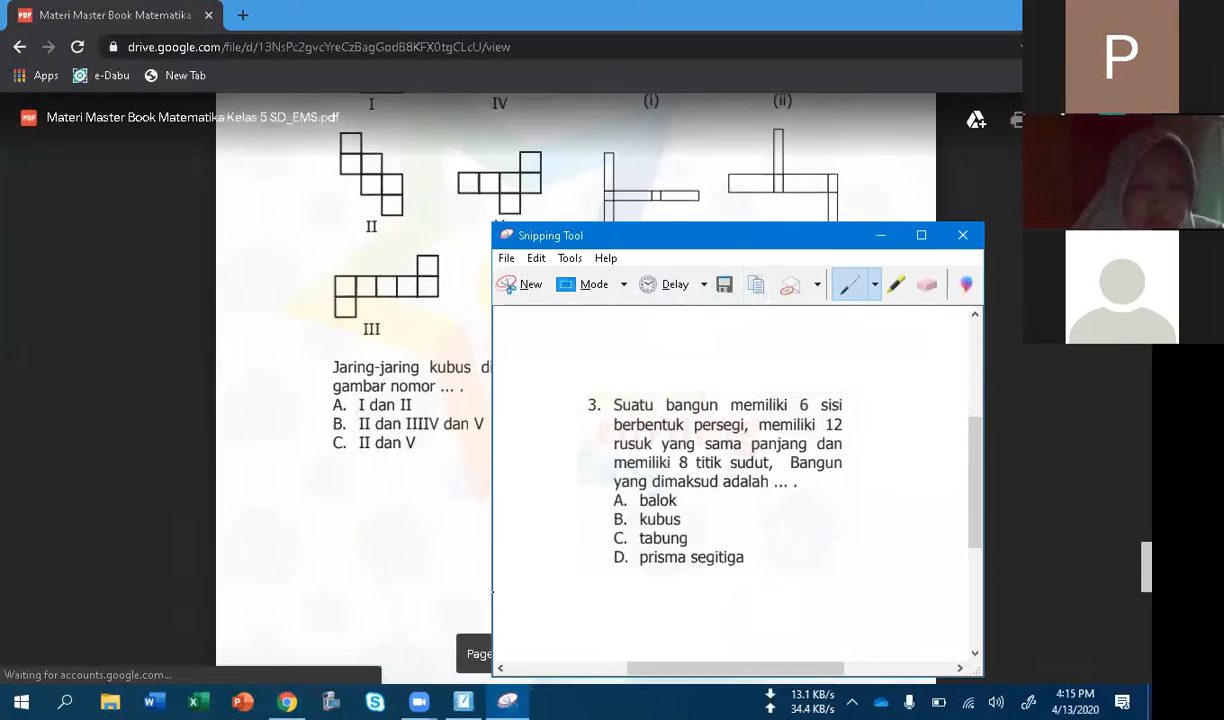 Materi Master Book Matematika
drive.google.com/file/d/13NsPc2gvcYreCzBagGodB8KFX0tgCLcU/view
Apps
e-Dabu
New Tab
Materi Master Book Matematika Kelas 5 SD_EMS.pdf
I
IV
(i)
(ii)
II
III
Jaring-jaring kubus di
gambar nomor ... .
A. I dan II
B. II dan IIIIV dan V
C. II dan V
Page
Snipping Tool
File Edit Tools Help
New Mode Delay
3. Suatu bangun memiliki 6 sisi
berbentuk persegi, memiliki 12
rusuk yang sama panjang dan
memiliki 8 titik sudut, Bangun
yang dimaksud adalah ... .
A. balok
B. kubus
C. tabung
D. prisma segitiga
P
Waiting for accounts.google.com...
13.1 KB/s
34.4 KB/s
4:15 PM
4/13/2020